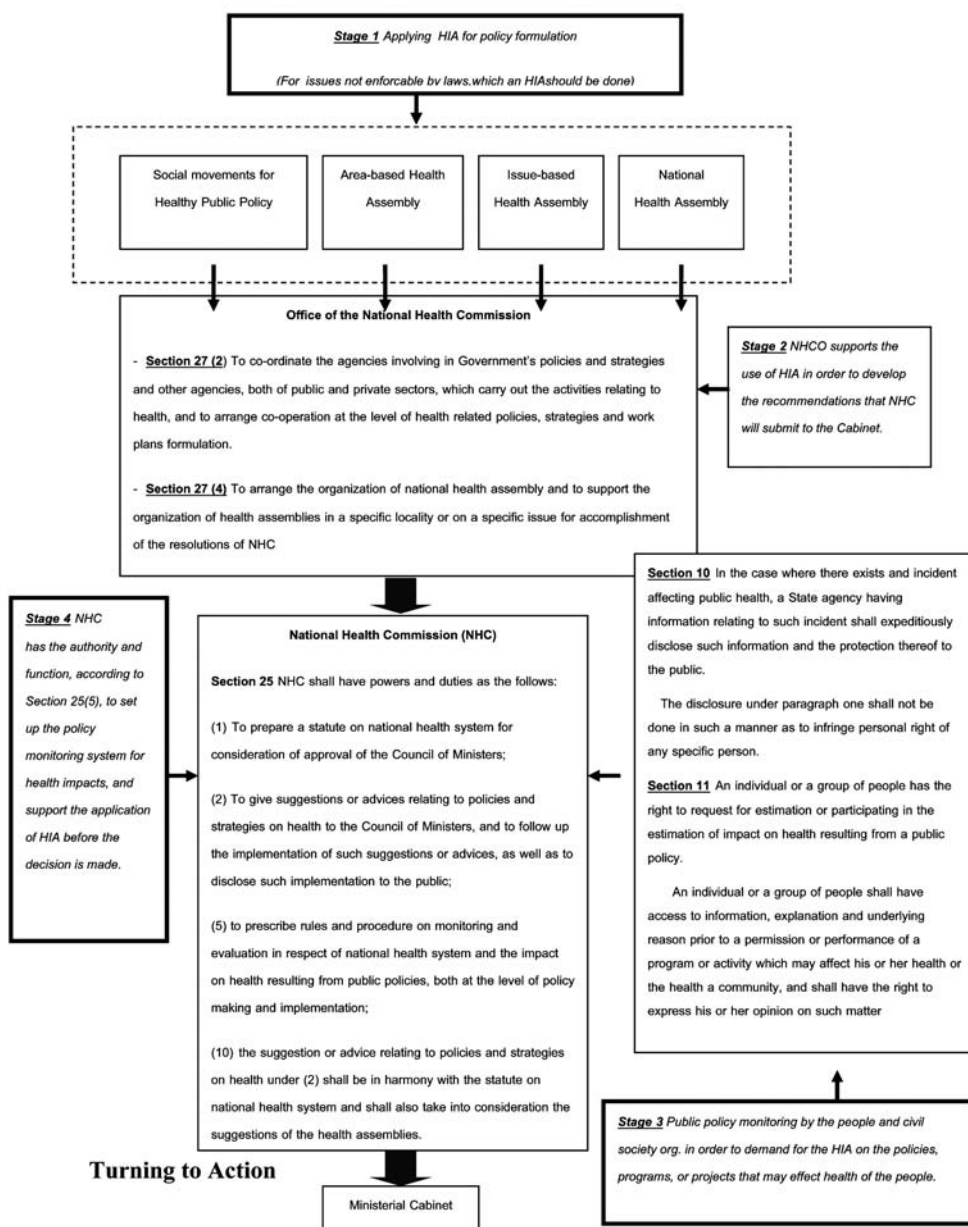 Stage 1 Applying HIA for policy formulation
(For issues not enforcable by laws,which an HIAshould be done)
Social movements for
Healthy Public Policy
Area-based Health
Assembly
Issue-based
Health Assembly
National
Health Assembly
Office of the National Health Commission
- Section 27 (2) To co-ordinate the agencies involving in Government's policies and strategies
and other agencies, both of public and private sectors, which carry out the activities relating to
health, and to arrange co-operation at the level of health related policies, strategies and work
plans formulation.
- Section 27 (4) To arrange the organization of national health assembly and to support the
organization of health assemblies in a specific locality or on a specific issue for accomplishment
of the resolutions of NHC
Stage 2 NHCO supports the
use of HIA in order to develop
the recommendations that NHC
will submit to the Cabinet.
Stage 4 NHC
has the authority and
function, according to
Section 25(5), to set
up the policy
monitoring system for
health impacts, and
support the application
of HIA before the
decision is made.
National Health Commission (NHC)
Section 25 NHC shall have powers and duties as the follows:
(1) To prepare a statute on national health system for
consideration of approval of the Council of Ministers;
(2) To give suggestions or advices relating to policies and
strategies on health to the Council of Ministers, and to follow up
the implementation of such suggestions or advices, as well as to
disclose such implementation to the public;
(5) to prescribe rules and procedure on monitoring and
evaluation in respect of national health system and the impact
on health resulting from public policies, both at the level of policy
making and implementation;
(10) the suggestion or advice relating to policies and strategies
on health under (2) shall be in harmony with the statute on
national health system and shall also take into consideration the
suggestions of the health assemblies.
Section 10 In the case where there exists and incident
affecting public health, a State agency having
information relating to such incident shall expeditiously
disclose such information and the protection thereof to
the public.
The disclosure under paragraph one shall not be
done in such a manner as to infringe personal right of
any specific person.
Section 11 An individual or a group of people has the
right to request for estimation or participating in the
estimation of impact on health resulting from a public
policy.
An individual or a group of people shall have
access to information, explanation and underlying
reason prior to a permission or performance of a
program or activity which may affect his or her health or
the health a community, and shall have the right to
express his or her opinion on such matter
Stage 3 Public policy monitoring by the people and civil
society org. in order to demand for the HIA on the policies,
programs, or projects that may effect health of the people.
Turning to Action
Ministerial Cabinet